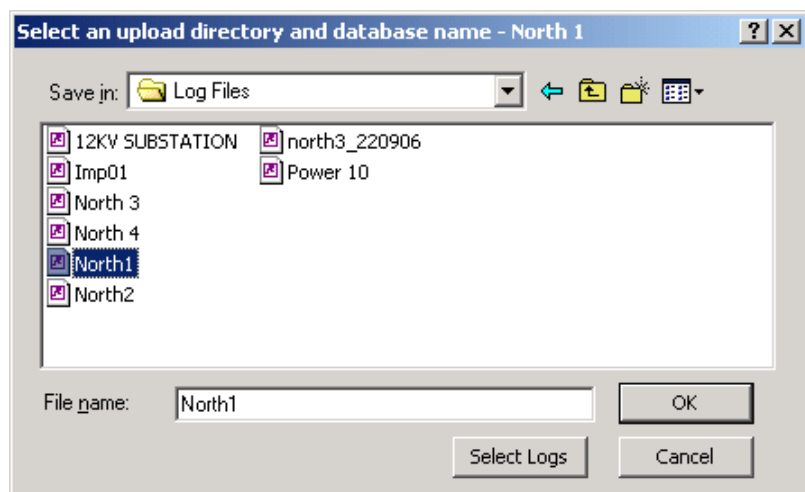 Select an upload directory and database name - North 1
Save in: Log Files
12KV SUBSTATION north3_220906
Imp01 Power 10
North 3
North 4
North1
North2
File name: North1 OK
Select Logs Cancel